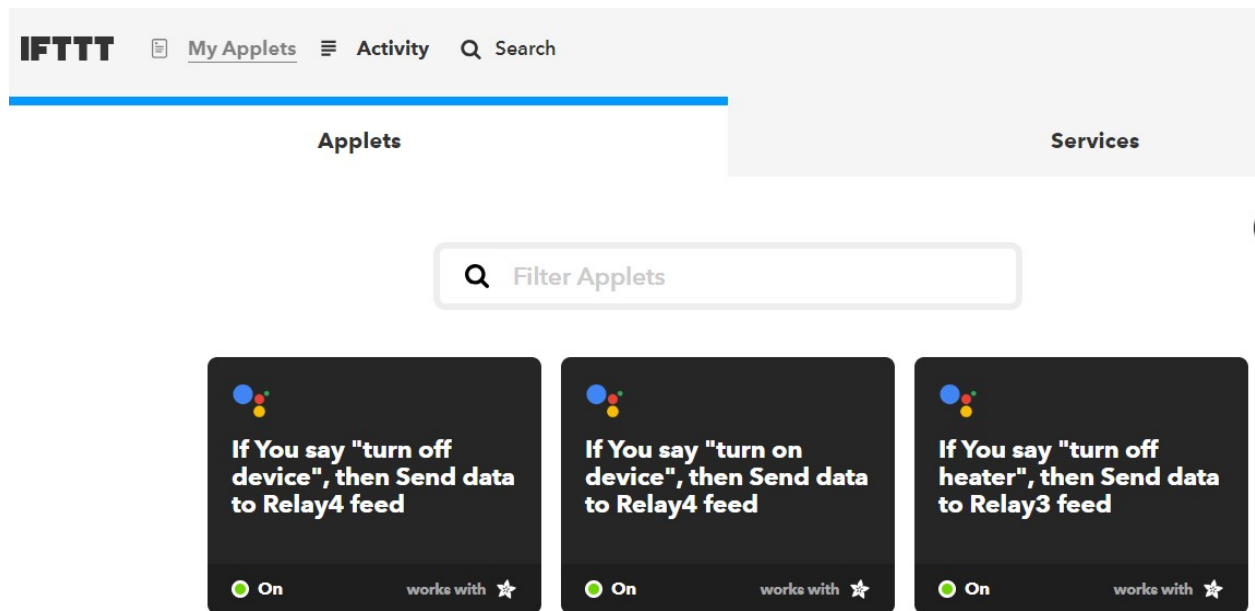 IFTTT My Applets Activity Search
Applets Services
Filter Applets
If You say "turn off
device", then Send data
to Relay4 feed
On works with
If You say "turn on
device", then Send data
to Relay4 feed
On works with
If You say "turn off
heater", then Send data
to Relay3 feed
On works with